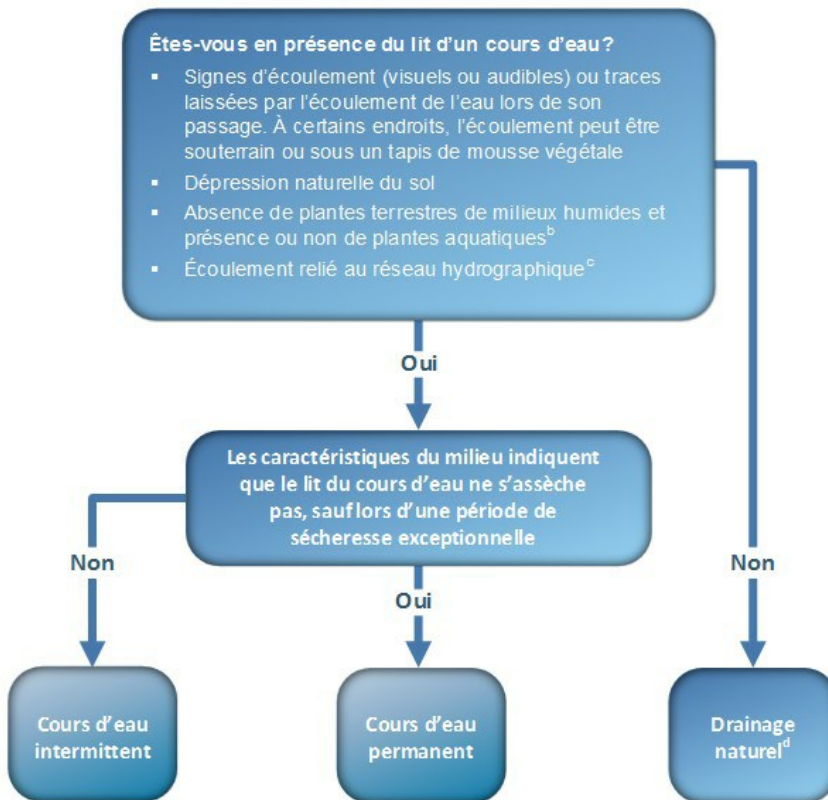 Êtes-vous en présence du lit d'un cours d'eau?
▪ Signes d'écoulement (visuels ou audibles) ou traces
laissées par l'écoulement de l'eau lors de son
passage. À certains endroits, l'écoulement peut être
souterrain ou sous un tapis de mousse végétale
▪ Dépression naturelle du sol
▪ Absence de plantes terrestres de milieux humides et
présence ou non de plantes aquatiques^b
▪ Écoulement relié au réseau hydrographique^c
Oui
Les caractéristiques du milieu indiquent
que le lit du cours d'eau ne s'assèche
pas, sauf lors d'une période de
sécheresse exceptionnelle
Non
Oui
Non
Cours d'eau
intermittent
Cours d'eau
permanent
Drainage
naturel^d